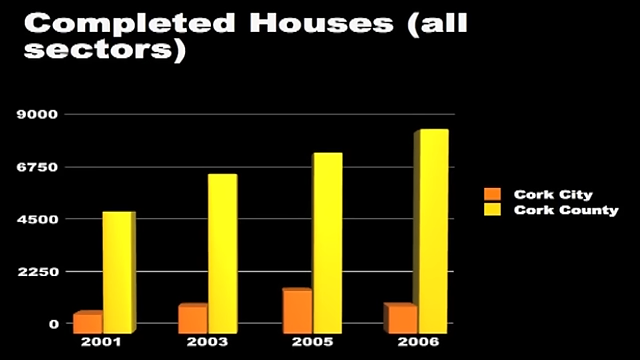 Completed Houses (all
sectors)
9000
6750
4500
2250
0
2001 2003 2005 2006
Cork City
Cork County